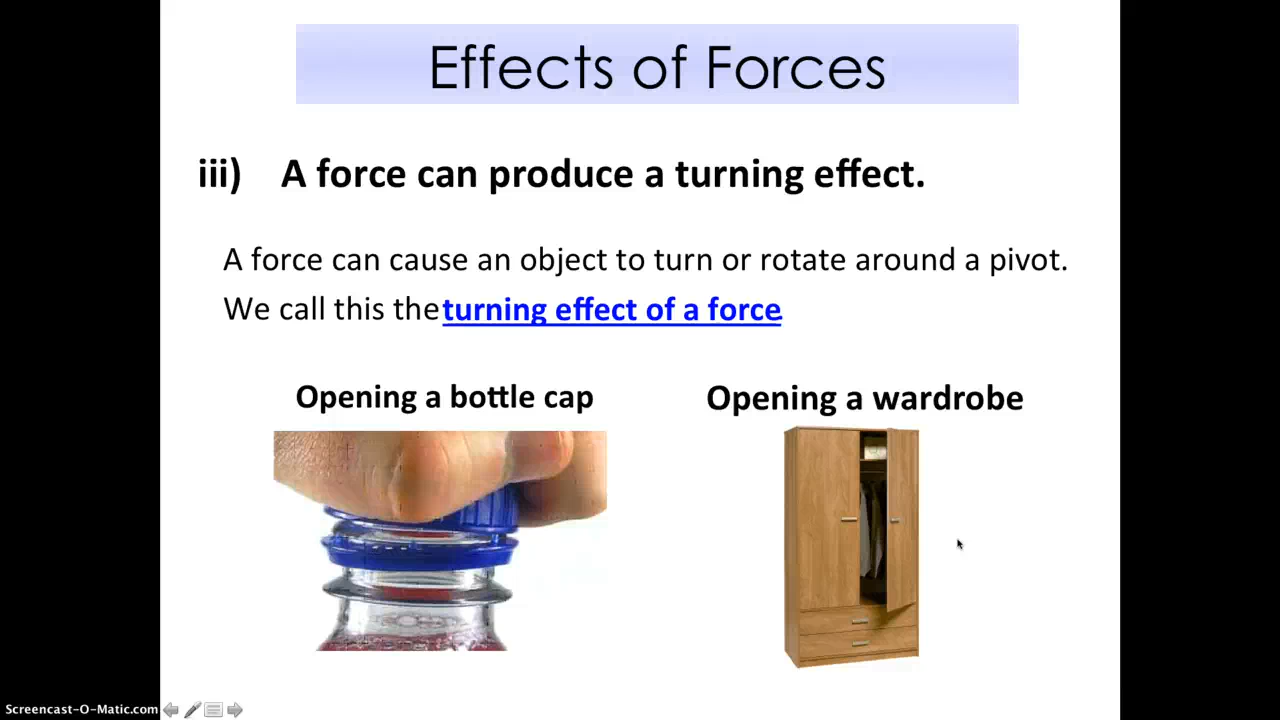 Effects of Forces
iii) A force can produce a turning effect.
A force can cause an object to turn or rotate around a pivot.
We call this the turning effect of a force
Opening a bottle cap
Opening a wardrobe
Screencast-O-Matic.com